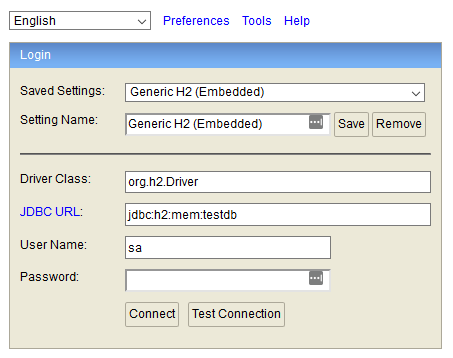 English Preferences Tools Help
Login
Saved Settings: Generic H2 (Embedded)
Setting Name: Generic H2 (Embedded) Save Remove
Driver Class: org.h2.Driver
JDBC URL: jdbc:h2:mem:testdb
User Name: sa
Password:
Connect Test Connection